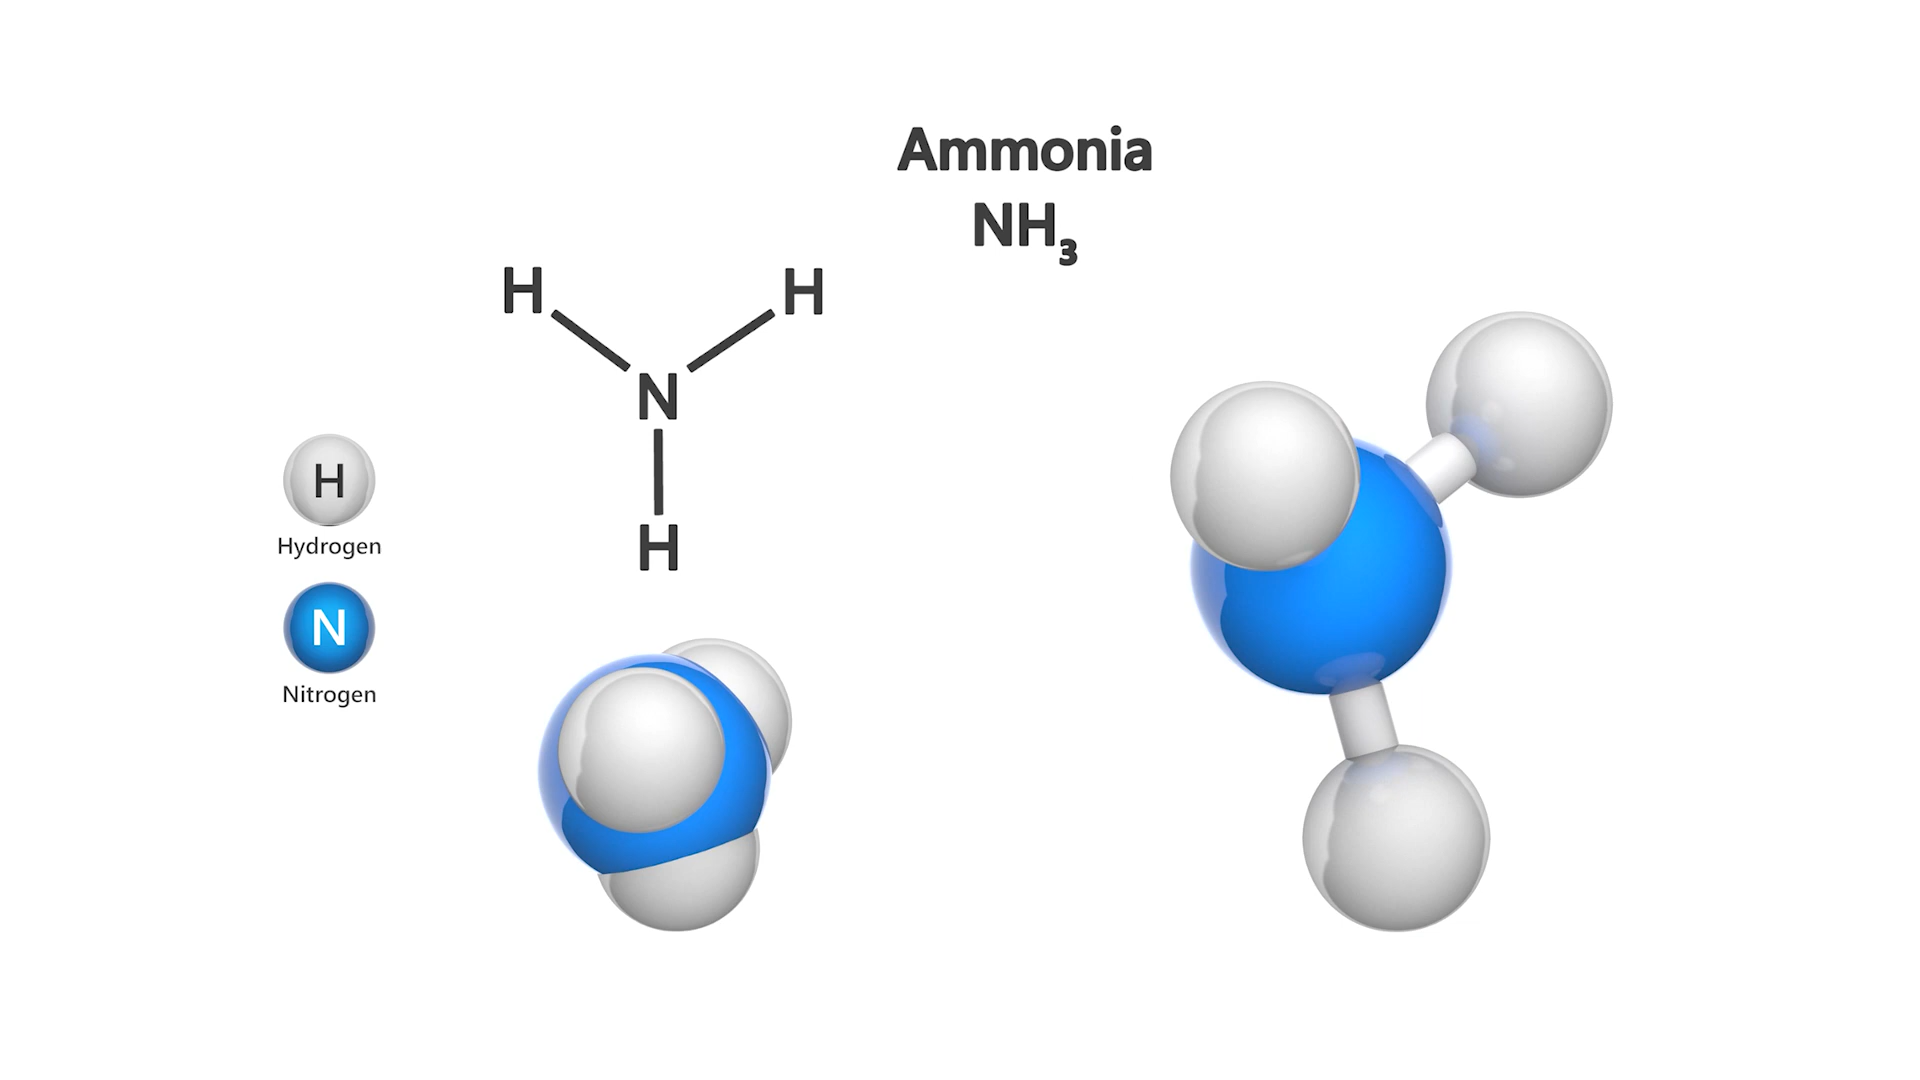 Ammonia
NH₃
H H
N
H
H
Hydrogen
N
Nitrogen